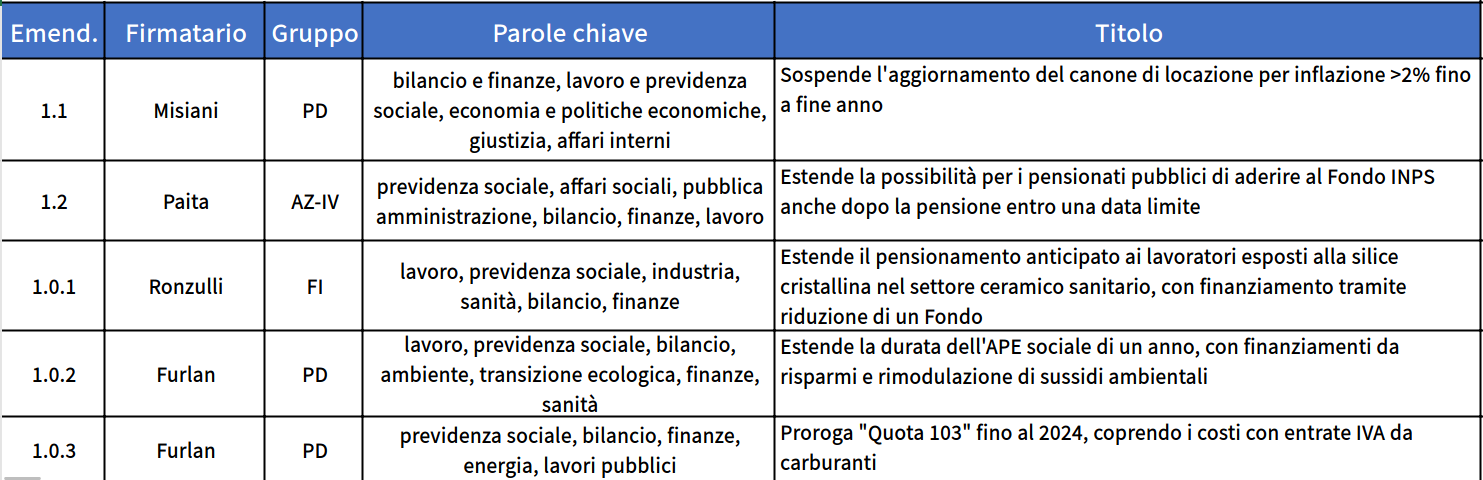 Emend. Firmatario Gruppo Parole chiave Titolo
1.1 Misiani PD
bilancio e finanze, lavoro e previdenza
sociale, economia e politiche economiche,
giustizia, affari interni
Sospende l'aggiornamento del canone di locazione per inflazione >2% fino
a fine anno
1.2 Paita AZ-IV
previdenza sociale, affari sociali, pubblica
amministrazione, bilancio, finanze, lavoro
Estende la possibilità per i pensionati pubblici di aderire al Fondo INPS
anche dopo la pensione entro una data limite
1.0.1 Ronzulli FI
lavoro, previdenza sociale, industria,
sanità, bilancio, finanze
Estende il pensionamento anticipato ai lavoratori esposti alla silice
cristallina nel settore ceramico sanitario, con finanziamento tramite
riduzione di un Fondo
1.0.2 Furlan PD
lavoro, previdenza sociale, bilancio,
ambiente, transizione ecologica, finanze,
sanità
Estende la durata dell'APE sociale di un anno, con finanziamenti da
risparmi e rimodulazione di sussidi ambientali
1.0.3 Furlan PD
previdenza sociale, bilancio, finanze,
energia, lavori pubblici
Proroga "Quota 103" fino al 2024, coprendo i costi con entrate IVA da
carburanti